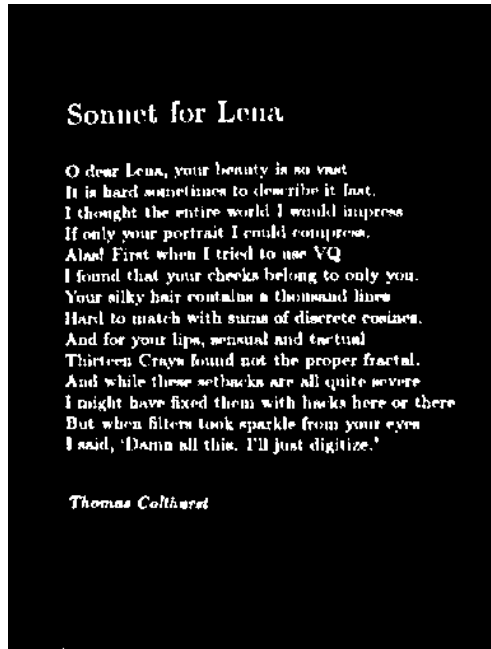 Sonnet for Lena
O dear Lena, your beauty is so vast
It is hard sometimes to describe it fast.
I thought the entire world I would impress
If only your portrait I could compress.
Alas! First when I tried to use VQ
I found that your cheeks belong to only you.
Your silky hair contains a thousand lines
Hard to match with sums of discrete cosines.
And for your lips, sensual and tactual
Thirteen Crays found not the proper fractal.
And while these setbacks are all quite severe
I might have fixed them with hacks here or there
But when filters took sparkle from your eyes
I said, 'Damn all this. I'll just digitize.'
Thomas Colthurst